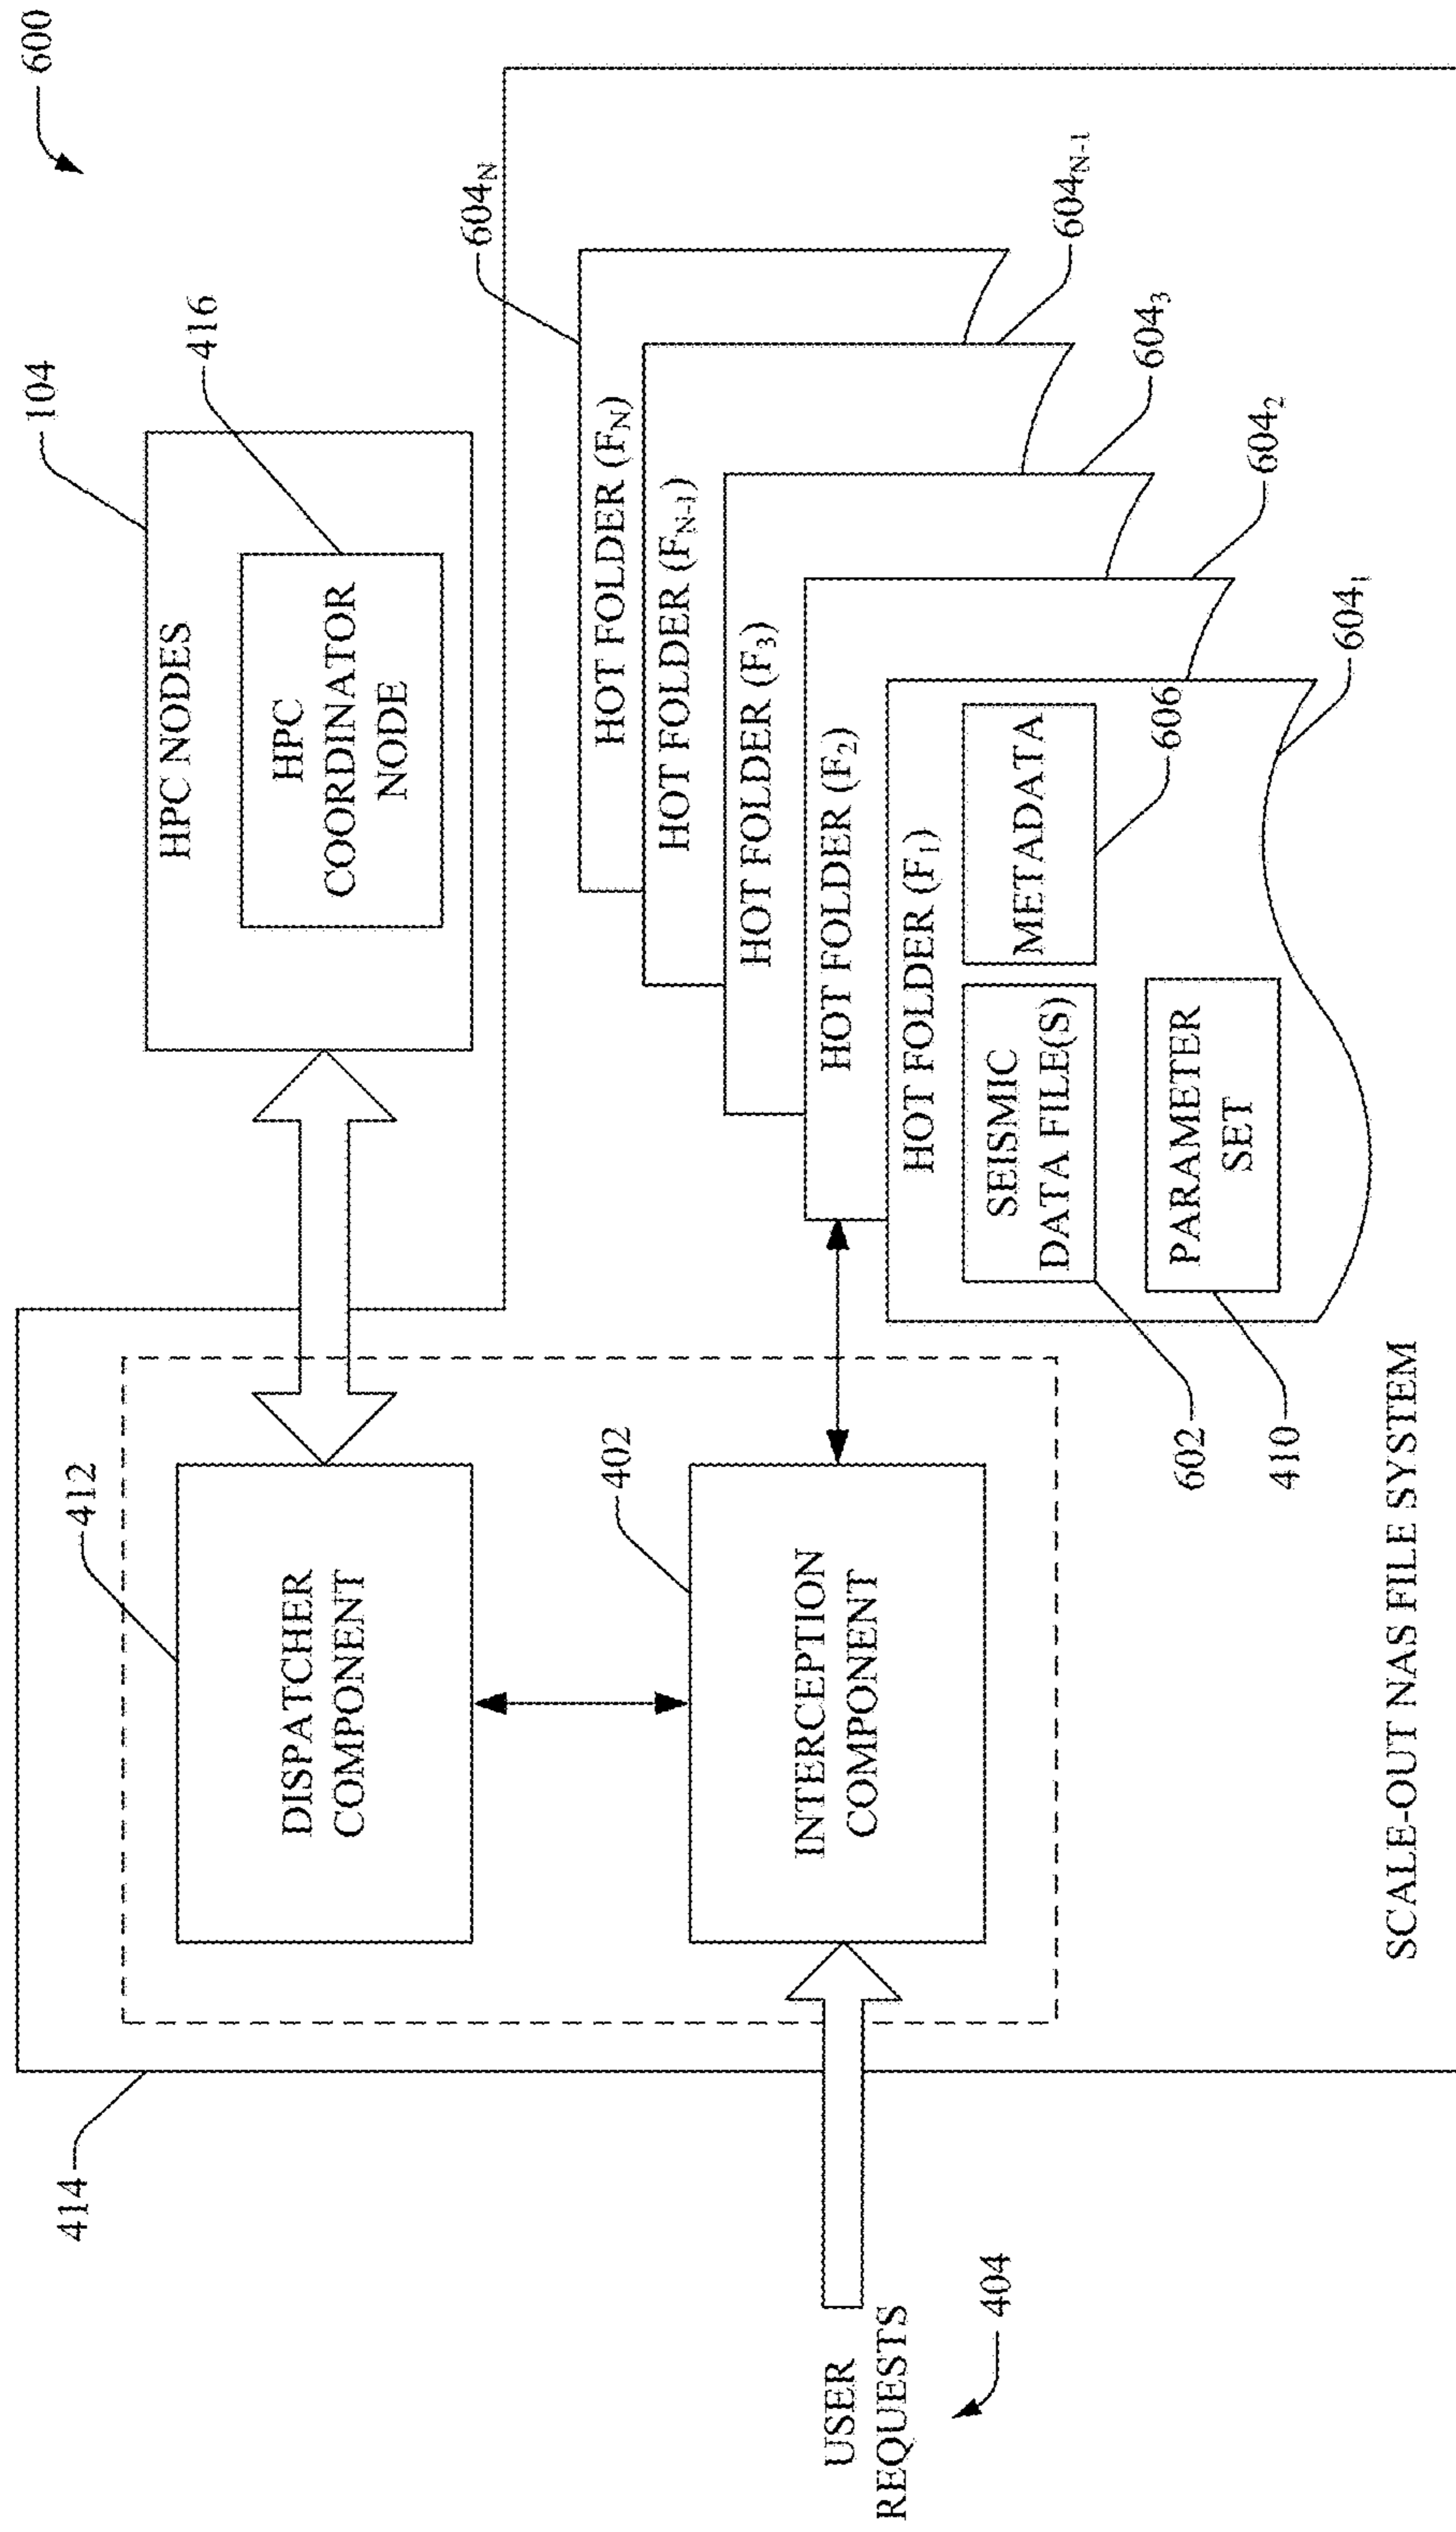 600
104
416
HPC NODES
HPC
COORDINATOR
NODE
414
412
DISPATCHER
COMPONENT
402
INTERCEPTION
COMPONENT
USER
REQUESTS
404
604N
HOT FOLDER (FN)
604N-1
HOT FOLDER (FN-1)
6043
HOT FOLDER (F3)
6042
HOT FOLDER (F2)
6041
HOT FOLDER (F1)
SEISMIC
DATA FILE(S)
METADATA
606
602
PARAMETER
SET
410
SCALE-OUT NAS FILE SYSTEM